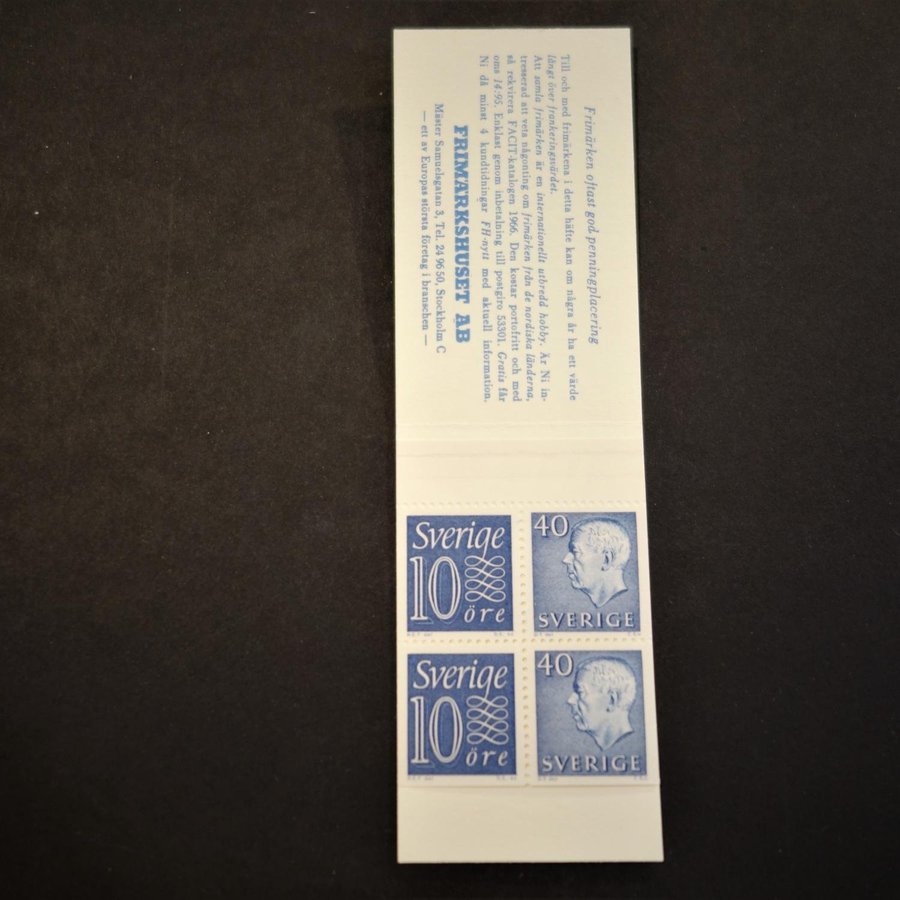 Frimärken oftast god penningplacering
Till och med frimärkena i detta häfte kan om några år ha ett värde
långt över frankeringsvärdet.
Att samla frimärken är en internationellt utbredd hobby. Är Ni in-
tresserad att veta någonting om frimärken från de nordiska länderna,
så rekvirera FACIT-katalogen 1966. Den kostar portofritt och med
oms 14:95. Enklast genom inbetalning till postgiro 53301. Gratis får
Ni då minst 4 kundtidningar FH-nytt med aktuell information.
FRIMÄRKSHUSET AB
Mäster Samuelsgatan 3, Tel. 24 96 50, Stockholm C
— ett av Europas största företag i branschen —
Sverige
10
öre
40
SVERIGE
Sverige
10
öre
40
SVERIGE